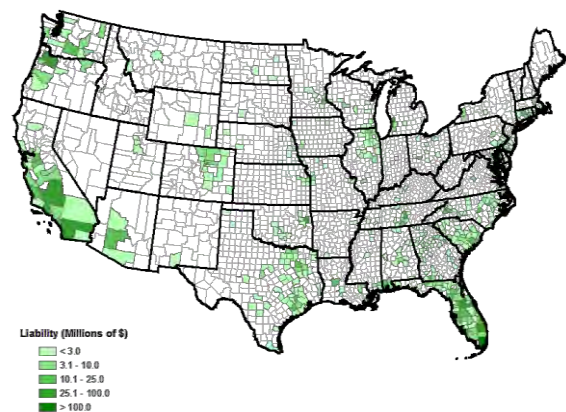 Liability (Millions of $)
< 3.0
3.1 - 10.0
10.1 - 25.0
25.1 - 100.0
> 100.0